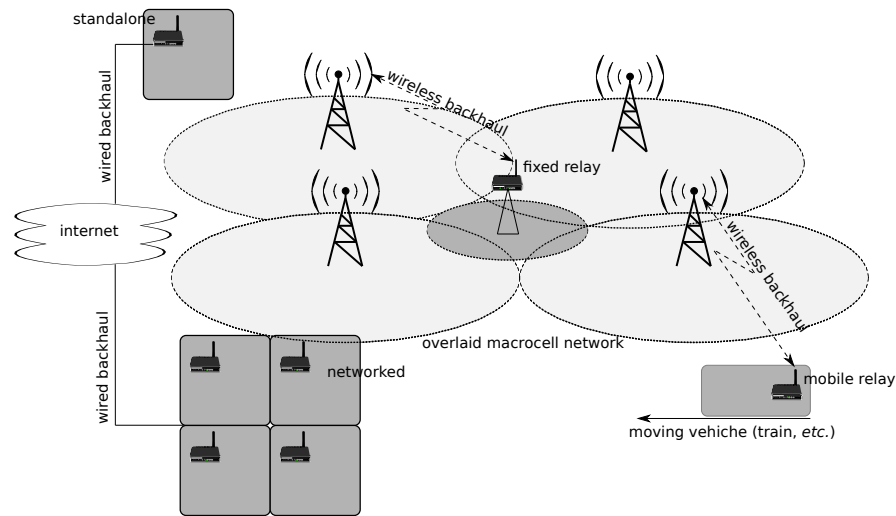 standalone
wired backhaul
wireless backhaul
fixed relay
internet
wireless backhaul
wired backhaul
overlaid macrocell network
networked
mobile relay
moving vehiche (train, etc.)